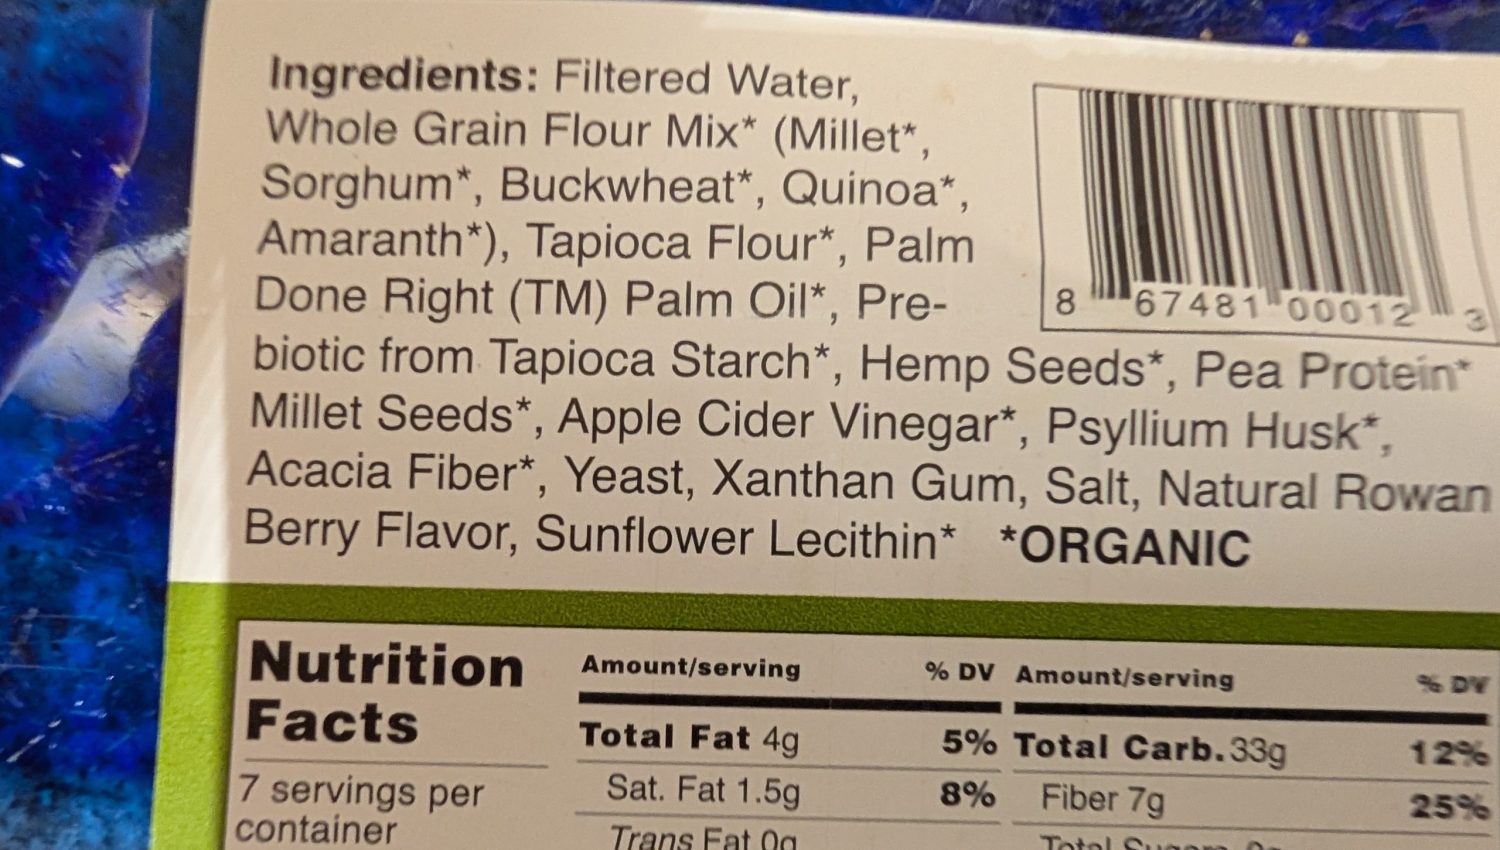 Ingredients: Filtered Water,
Whole Grain Flour Mix* (Millet*,
Sorghum*, Buckwheat*, Quinoa*,
Amaranth*), Tapioca Flour*, Palm
Done Right (TM) Palm Oil*, Pre-
biotic from Tapioca Starch*, Hemp Seeds*, Pea Protein*
Millet Seeds*, Apple Cider Vinegar*, Psyllium Husk*,
Acacia Fiber*, Yeast, Xanthan Gum, Salt, Natural Rowan
Berry Flavor, Sunflower Lecithin* *ORGANIC
8 67481 00012 3
Nutrition
Facts
7 servings per
container
Amount/serving % DV
Total Fat 4g 5%
Sat. Fat 1.5g 8%
Trans Fat 0g
Amount/serving % DV
Total Carb. 33g 12%
Fiber 7g 25%
Total Sugars